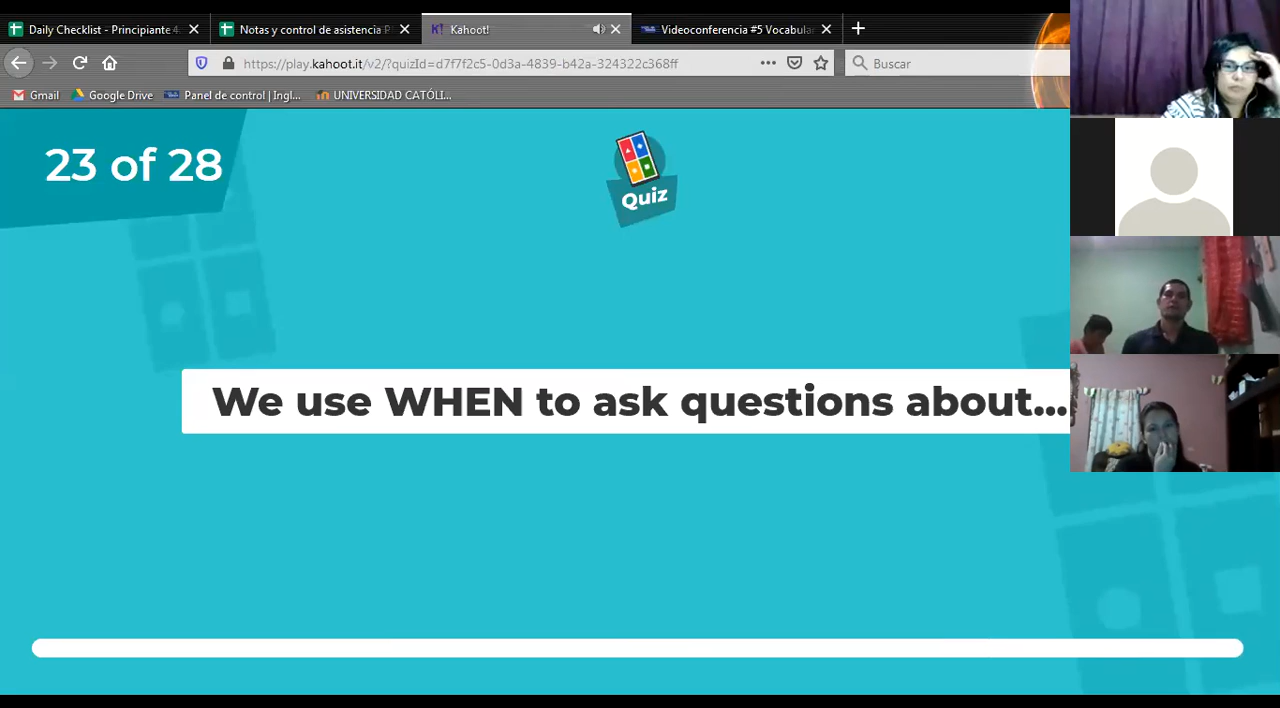 Daily Checklist - Principiante 4
Notas y control de asistencia P
K! Kahoot!
Videoconferencia #5 Vocabula
https://play.kahoot.it/v2/?quizId=d7f7f2c5-0d3a-4839-b42a-324322c368ff
Buscar
Gmail
Google Drive
Panel de control | Ingl...
UNIVERSIDAD CATÓLI...
23 of 28
Quiz
We use WHEN to ask questions about...